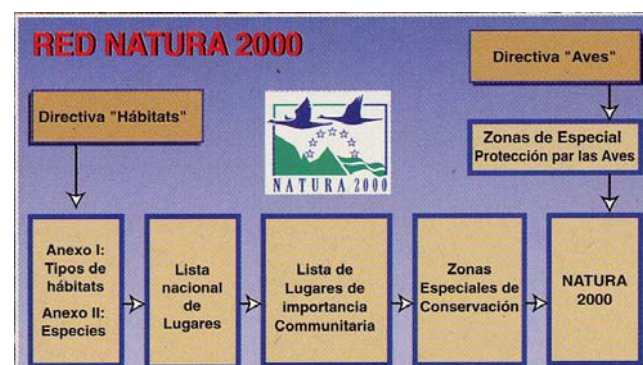 RED NATURA 2000
Directiva "Aves"
Directiva "Hábitats"
Zonas de Especial
Protección par las Aves
NATURA 2000
Anexo I:
Tipos de
hábitats
Anexo II:
Especies
Lista
nacional
de
Lugares
Lista de
Lugares de
importancia
Communitaria
Zonas
Especiales de
Conservación
NATURA
2000